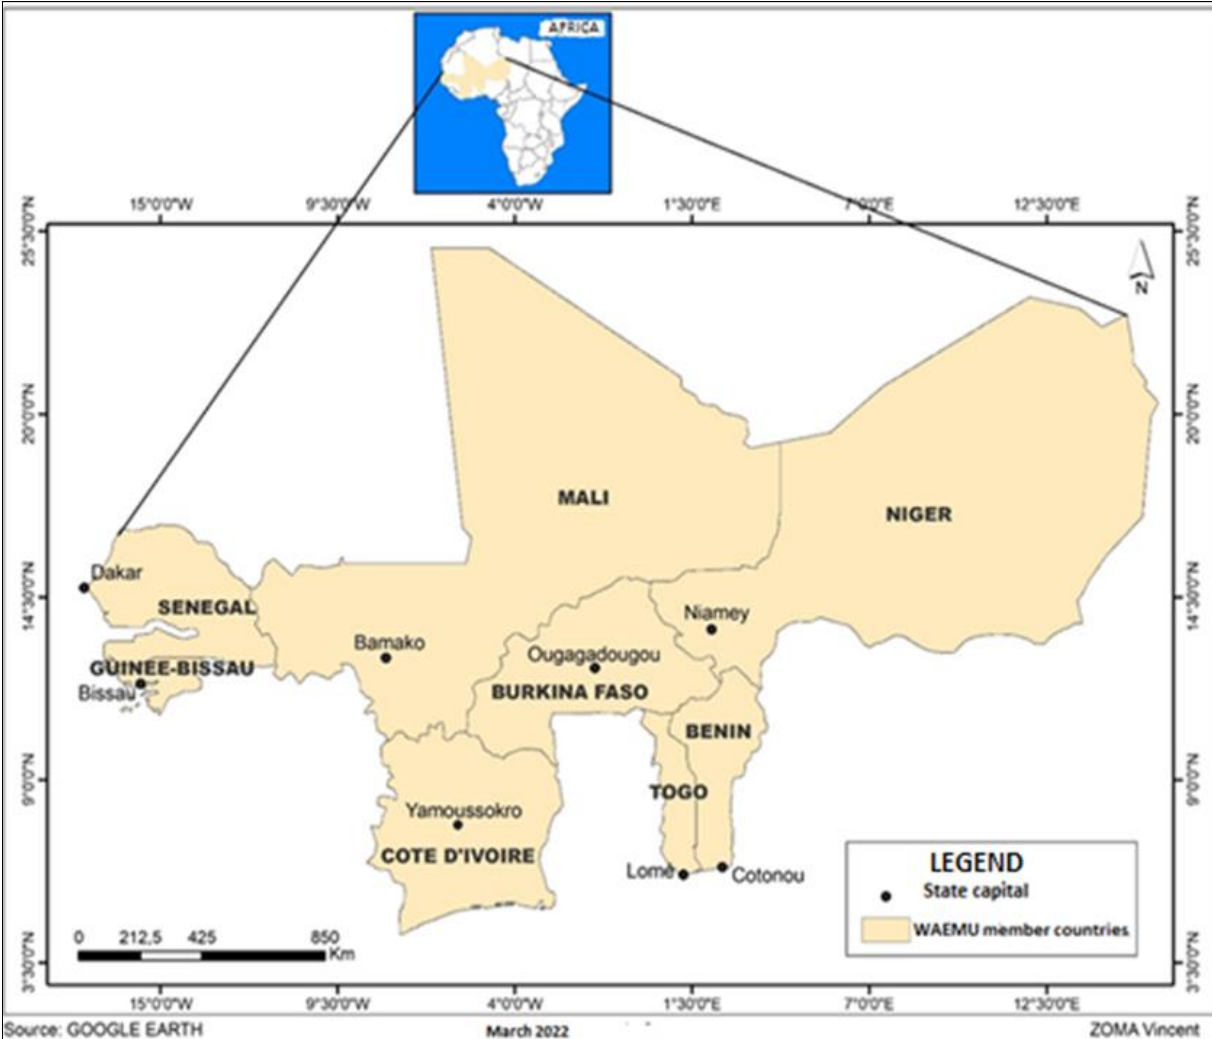 AFRICA
15°0'0"W 9°30'0"W 4°0'0"W 1°30'0"E 7°0'0"E 12°30'0"E
25°30'0"N 25°30'0"N
N
20°0'0"N 20°0'0"N
MALI
NIGER
Dakar
14°30'0"N 14°30'0"N
SENEGAL
Niamey
Bamako
Ougagadougou
GUINEE-BISSAU
Bissau
BURKINA FASO
BENIN
9°0'0"N 9°0'0"N
TOGO
Yamoussokro
COTE D'IVOIRE
Lomé
Cotonou
LEGEND
State capital
WAEMU member countries
0 212,5 425 850
Km
3°30'0"N 3°30'0"N
15°0'0"W 9°30'0"W 4°0'0"W 1°30'0"E 7°0'0"E 12°30'0"E
Source: GOOGLE EARTH March 2022 ZOMA Vincent